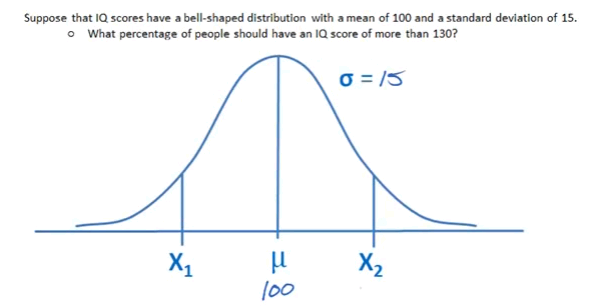 Suppose that IQ scores have a bell-shaped distribution with a mean of 100 and a standard deviation of 15.
o What percentage of people should have an IQ score of more than 130?
σ = 15
X₁ μ X₂
100